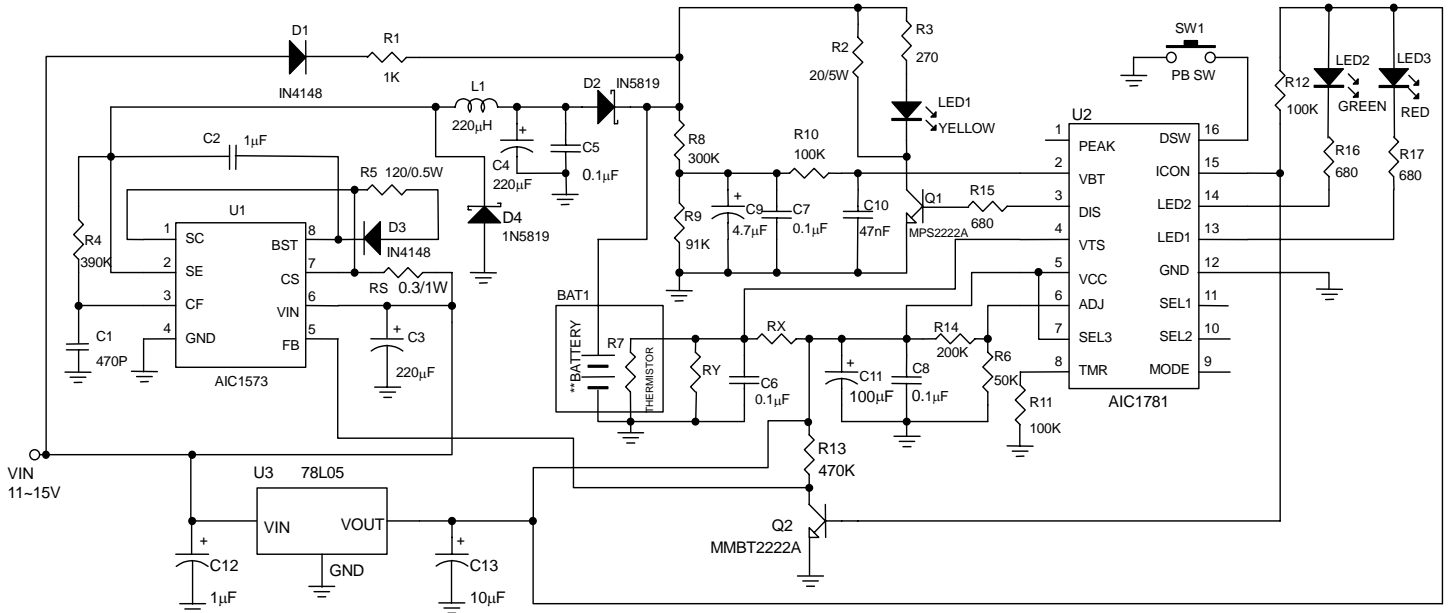 D1
IN4148
R1
1K
L1
220μH
D2
IN5819
C2
1μF
R5
120/0.5W
C4
220μF
C5
0.1μF
R4
390K
U1
1
SC
2
SE
3
CF
4
GND
8
BST
7
CS
6
VIN
5
FB
AIC1573
D3
IN4148
RS
0.3/1W
D4
1N5819
C1
470P
C3
220μF
VIN
11~15V
U3
78L05
VIN
VOUT
GND
C12
1μF
C13
10μF
R2
20/5W
R3
270
LED1
YELLOW
R8
300K
R9
91K
R10
100K
C9
4.7μF
C7
0.1μF
C10
47nF
Q1
MPS2222A
R15
680
BAT1
**BATTERY
R7
THERMISTOR
RY
RX
C6
0.1μF
C11
100μF
C8
0.1μF
R14
200K
R6
50K
R11
100K
R13
470K
Q2
MMBT2222A
SW1
PB SW
U2
1
PEAK
2
VBT
3
DIS
4
VTS
5
VCC
6
ADJ
7
SEL3
8
TMR
16
DSW
15
ICON
14
LED2
13
LED1
12
GND
11
SEL1
10
SEL2
9
MODE
AIC1781
R12
100K
LED2
GREEN
LED3
RED
R16
680
R17
680